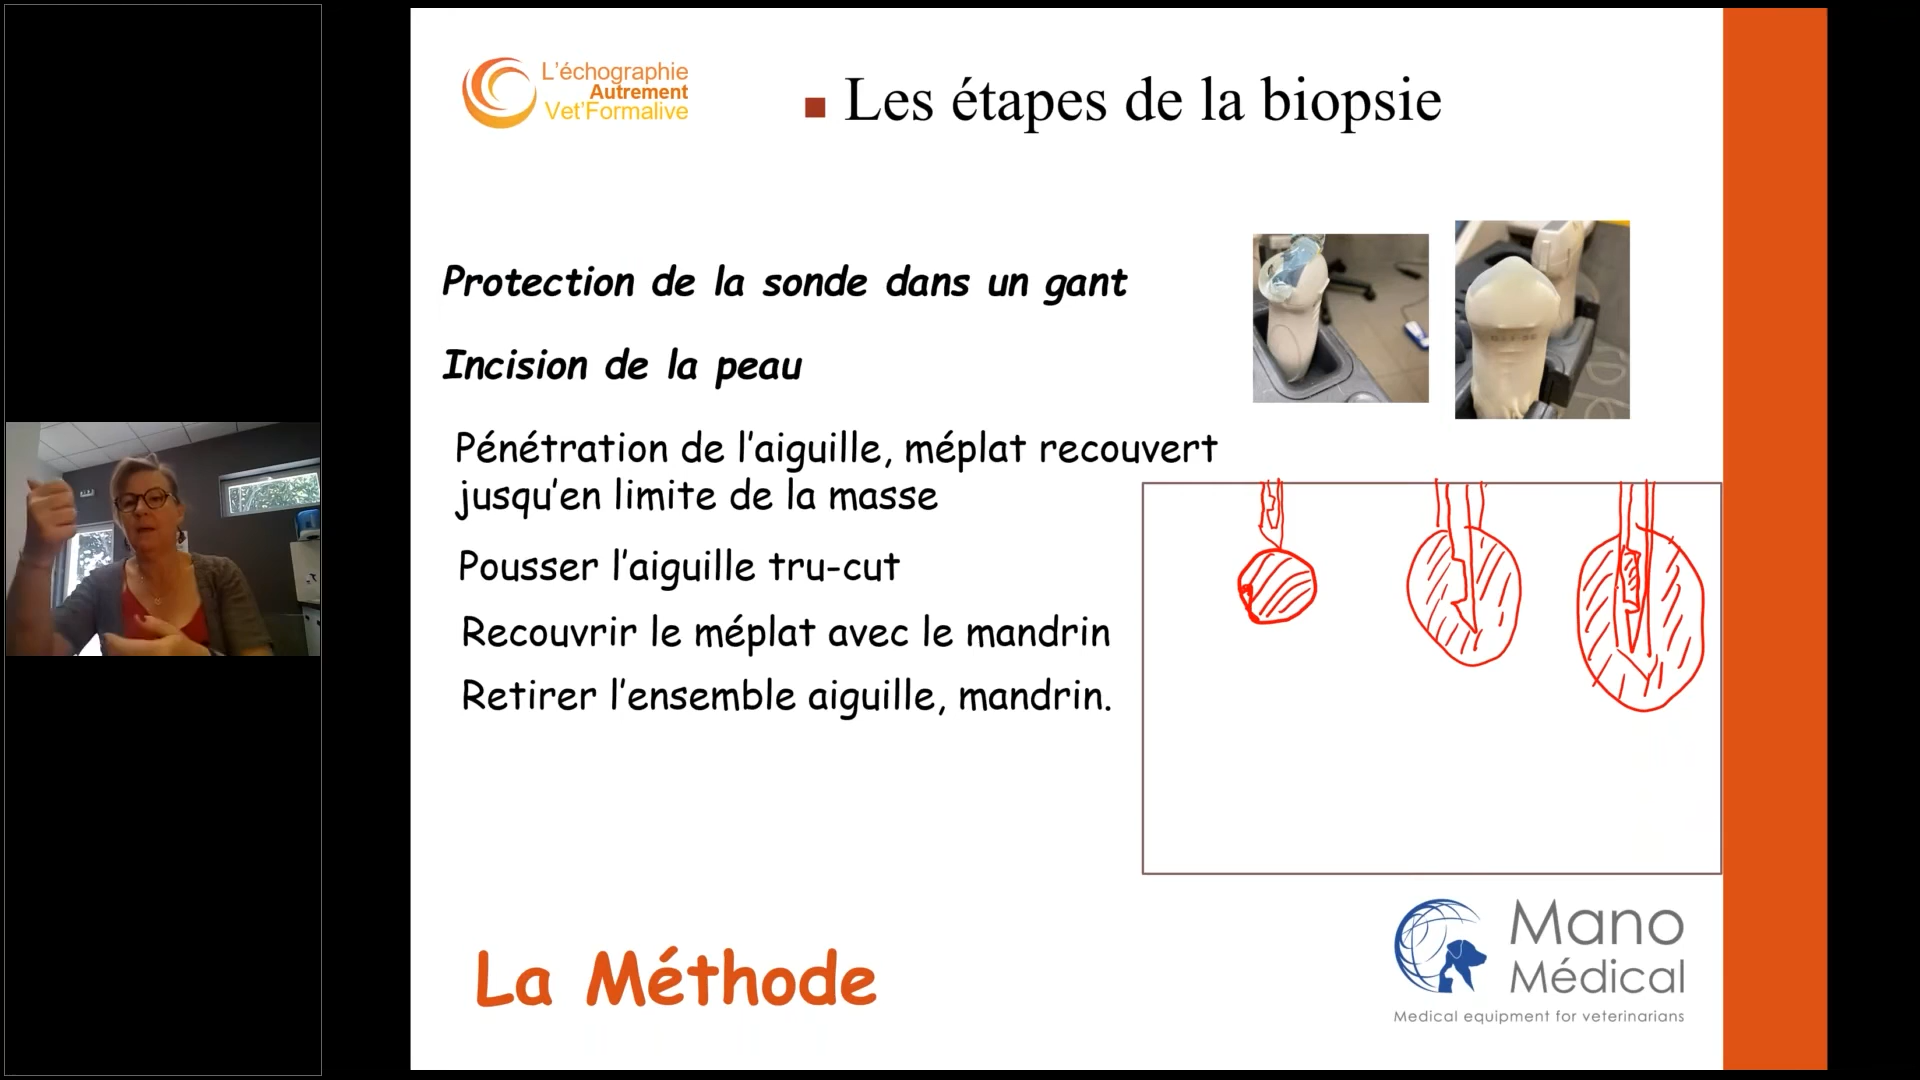 L'échographie
Autrement
Vet'Formalive
Les étapes de la biopsie
Protection de la sonde dans un gant
Incision de la peau
Pénétration de l'aiguille, méplat recouvert
jusqu'en limite de la masse
Pousser l'aiguille tru-cut
Recouvrir le méplat avec le mandrin
Retirer l'ensemble aiguille, mandrin.
La Méthode
Mano
Médical
Medical equipment for veterinarians